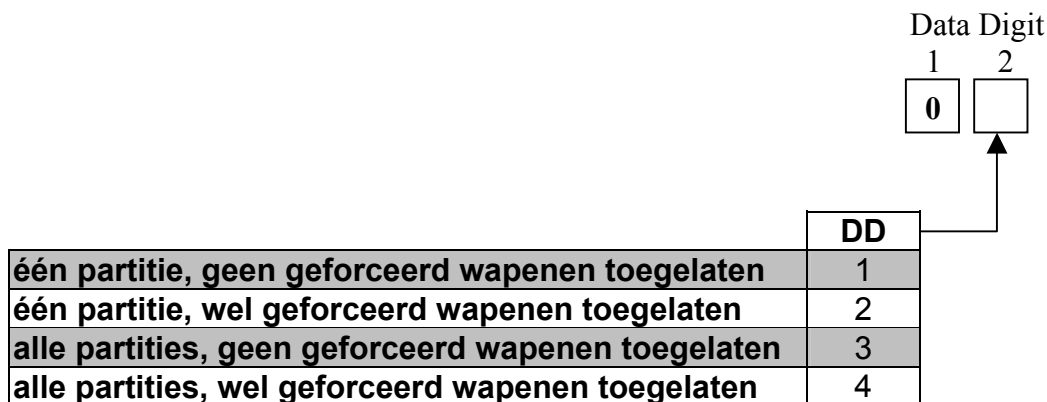 Data Digit
1 2
0
DD
één partitie, geen geforceerd wapenen toegelaten 1
één partitie, wel geforceerd wapenen toegelaten 2
alle partities, geen geforceerd wapenen toegelaten 3
alle partities, wel geforceerd wapenen toegelaten 4